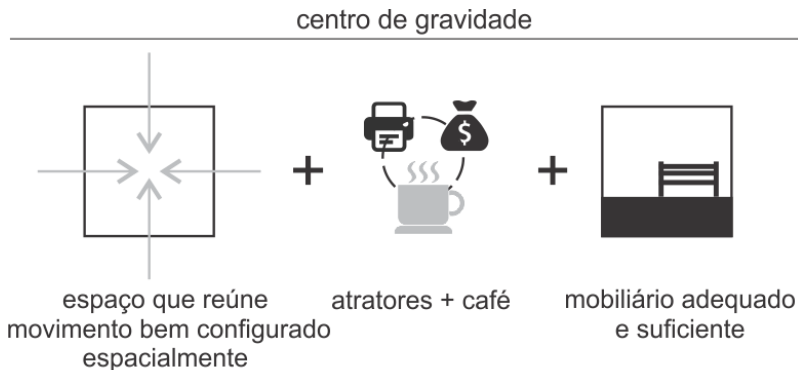 centro de gravidade
$
espaço que reúne
movimento bem configurado
espacialmente
atratores + café
mobiliário adequado
e suficiente